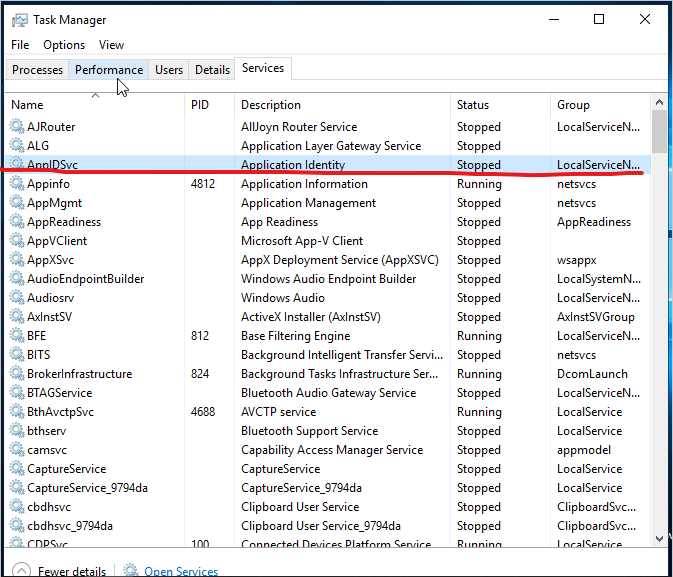 Task Manager
File Options View
Processes Performance Users Details Services
Name PID Description Status Group
AJRouter AllJoyn Router Service Stopped LocalServiceN...
ALG Application Layer Gateway Service Stopped
AppIDSvc Application Identity Stopped LocalServiceN...
Appinfo 4812 Application Information Running netsvcs
AppMgmt Application Management Stopped netsvcs
AppReadiness App Readiness Stopped AppReadiness
AppVClient Microsoft App-V Client Stopped
AppXSvc AppX Deployment Service (AppXSVC) Stopped wsappx
AudioEndpointBuilder Windows Audio Endpoint Builder Stopped LocalSystemN...
Audiosrv Windows Audio Stopped LocalServiceN...
AxInstSV ActiveX Installer (AxInstSV) Stopped AxInstSVGroup
BFE 812 Base Filtering Engine Running LocalServiceN...
BITS Background Intelligent Transfer Servi... Stopped netsvcs
BrokerInfrastructure 824 Background Tasks Infrastructure Ser... Running DcomLaunch
BTAGService Bluetooth Audio Gateway Service Stopped LocalServiceN...
BthAvctpSvc 4688 AVCTP service Running LocalService
bthserv Bluetooth Support Service Stopped LocalService
camsvc Capability Access Manager Service Stopped appmodel
CaptureService CaptureService Stopped LocalService
CaptureService_9794da CaptureService_9794da Stopped LocalService
cbdhsvc Clipboard User Service Stopped ClipboardSvc...
cbdhsvc_9794da Clipboard User Service_9794da Stopped ClipboardSvc...
CDPSvc 100 Connected Devices Platform Service Running LocalService
Fewer details Open Services